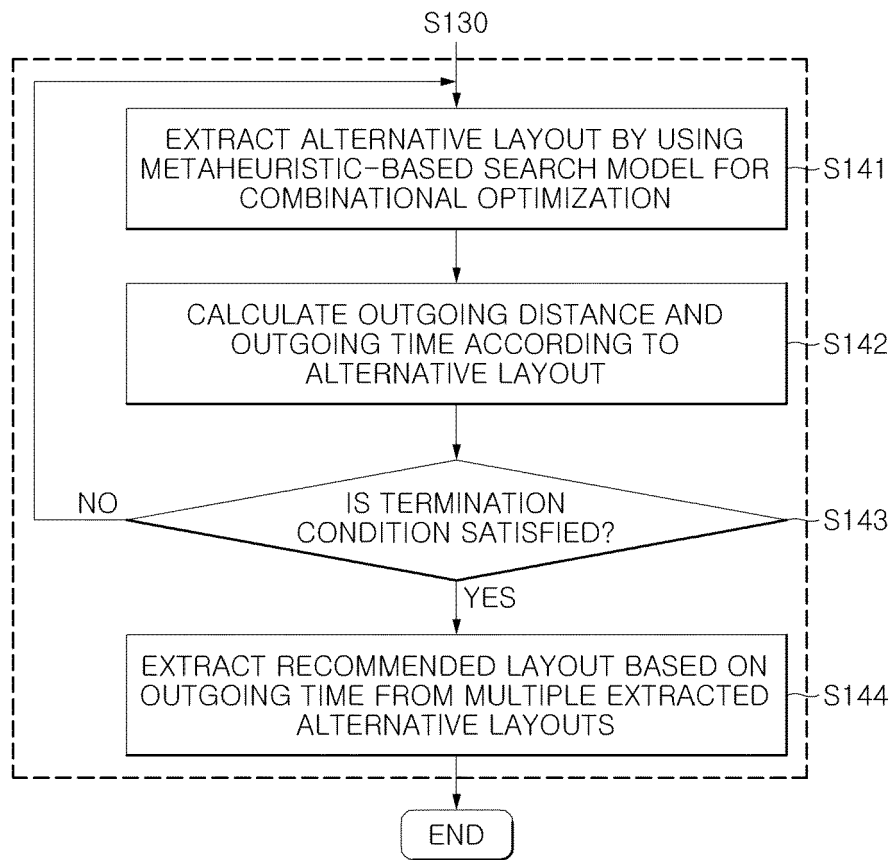 S130
EXTRACT ALTERNATIVE LAYOUT BY USING
METAHEURISTIC-BASED SEARCH MODEL FOR
COMBINATIONAL OPTIMIZATION
S141
CALCULATE OUTGOING DISTANCE AND
OUTGOING TIME ACCORDING TO
ALTERNATIVE LAYOUT
S142
NO
IS TERMINATION
CONDITION SATISFIED?
S143
YES
EXTRACT RECOMMENDED LAYOUT BASED ON
OUTGOING TIME FROM MULTIPLE EXTRACTED
ALTERNATIVE LAYOUTS
S144
END